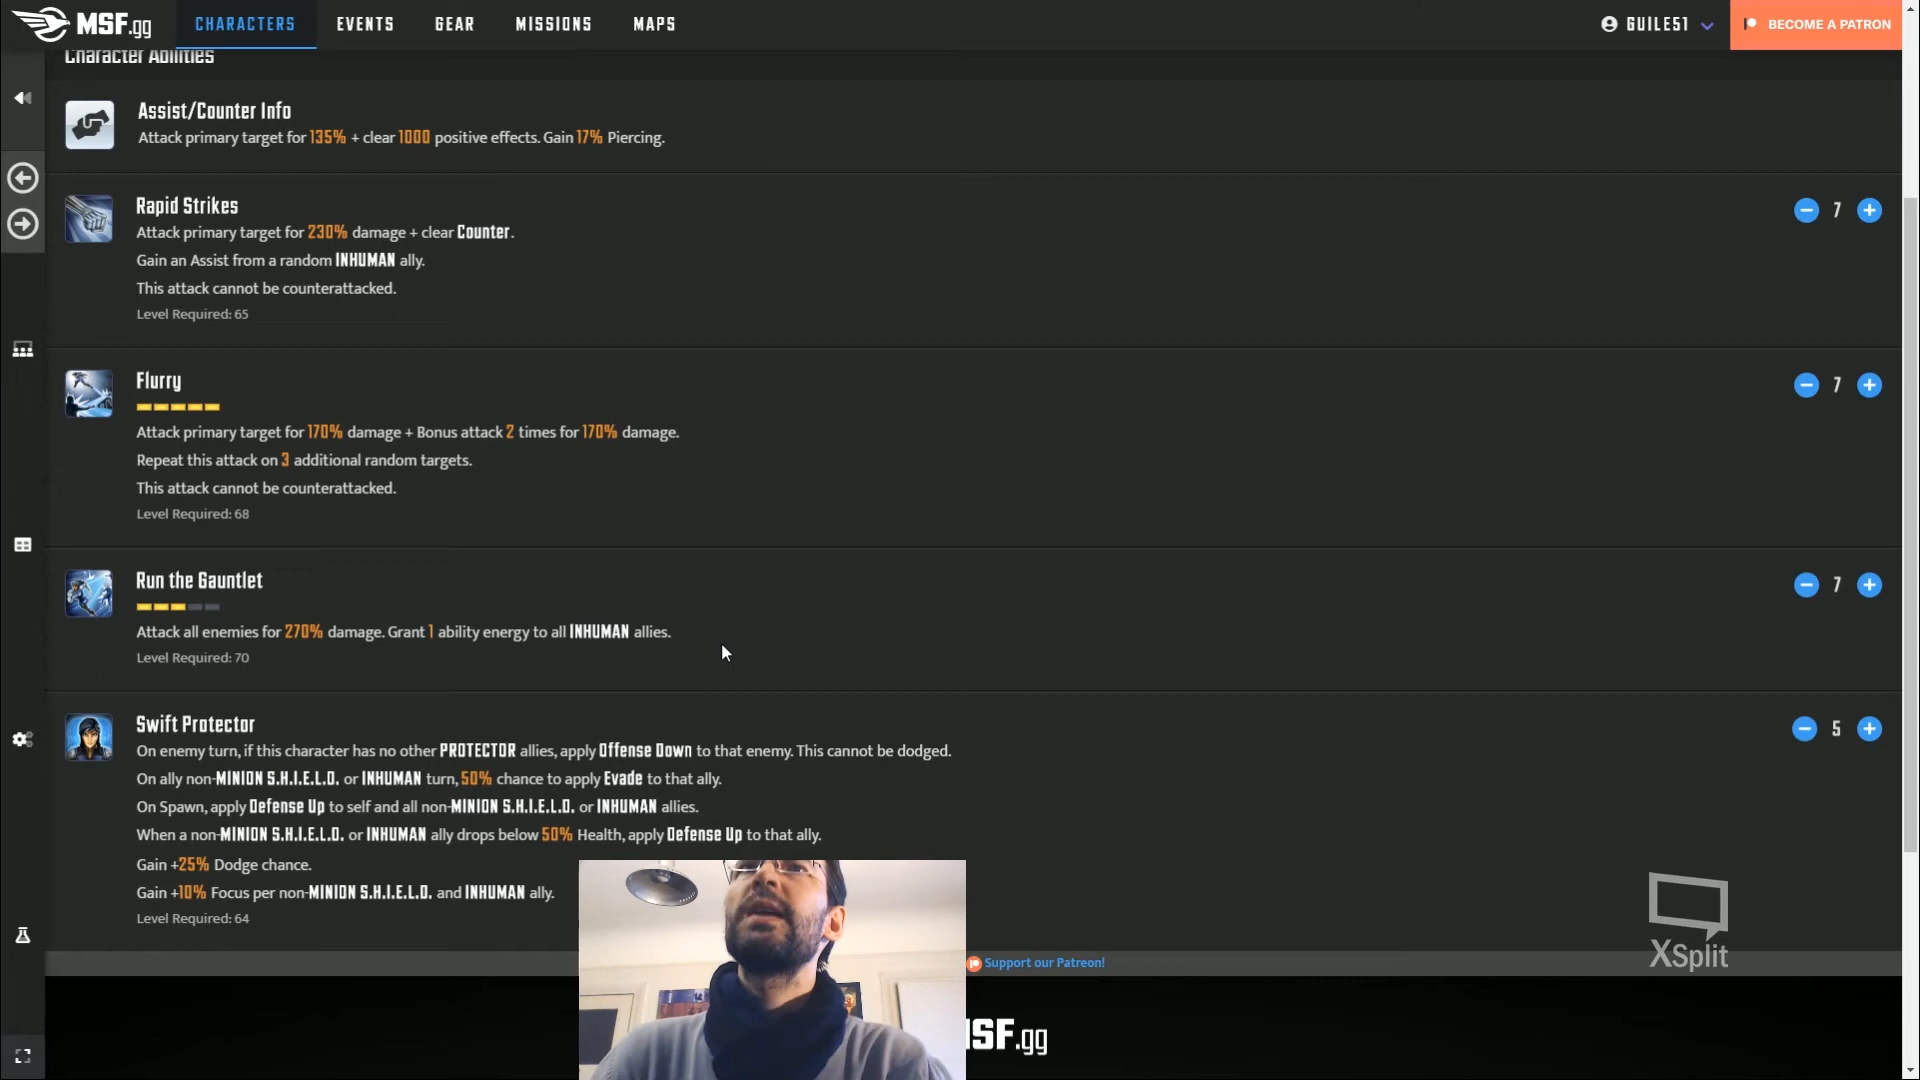 MSF.gg CHARACTERS EVENTS GEAR MISSIONS MAPS GUILE51 BECOME A PATRON
Character Abilities
Assist/Counter Info
Attack primary target for 135% + clear 1000 positive effects. Gain 17% Piercing.
Rapid Strikes
7
Attack primary target for 230% damage + clear Counter.
Gain an Assist from a random INHUMAN ally.
This attack cannot be counterattacked.
Level Required: 65
Flurry
7
Attack primary target for 170% damage + Bonus attack 2 times for 170% damage.
Repeat this attack on 3 additional random targets.
This attack cannot be counterattacked.
Level Required: 68
Run the Gauntlet
7
Attack all enemies for 270% damage. Grant 1 ability energy to all INHUMAN allies.
Level Required: 70
Swift Protector
5
On enemy turn, if this character has no other PROTECTOR allies, apply Offense Down to that enemy. This cannot be dodged.
On ally non-MINION S.H.I.E.L.D. or INHUMAN turn, 50% chance to apply Evade to that ally.
On Spawn, apply Defense Up to self and all non-MINION S.H.I.E.L.D. or INHUMAN allies.
When a non-MINION S.H.I.E.L.D. or INHUMAN ally drops below 50% Health, apply Defense Up to that ally.
Gain +25% Dodge chance.
Gain +10% Focus per non-MINION S.H.I.E.L.D. and INHUMAN ally.
Level Required: 64
XSplit
Support our Patreon!
MSF.gg